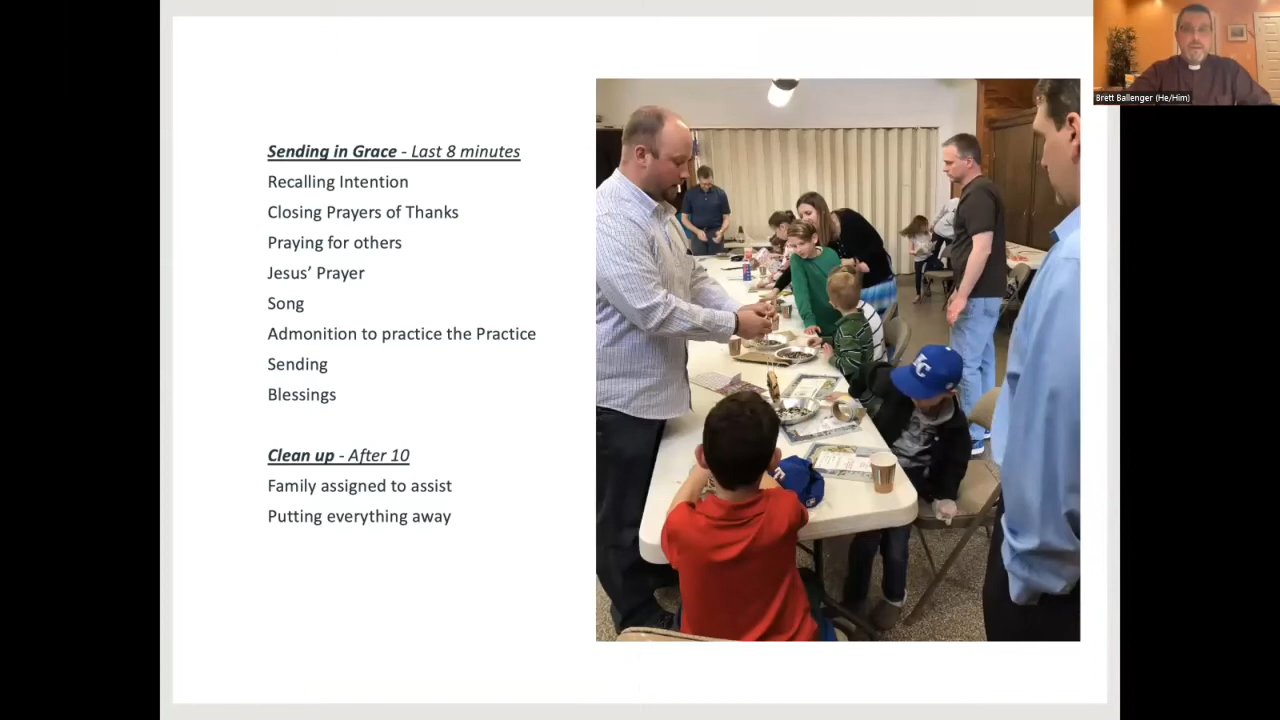 Brett Ballenger (He/Him)
Sending in Grace - Last 8 minutes
Recalling Intention
Closing Prayers of Thanks
Praying for others
Jesus’ Prayer
Song
Admonition to practice the Practice
Sending
Blessings
Clean up - After 10
Family assigned to assist
Putting everything away
KC
T